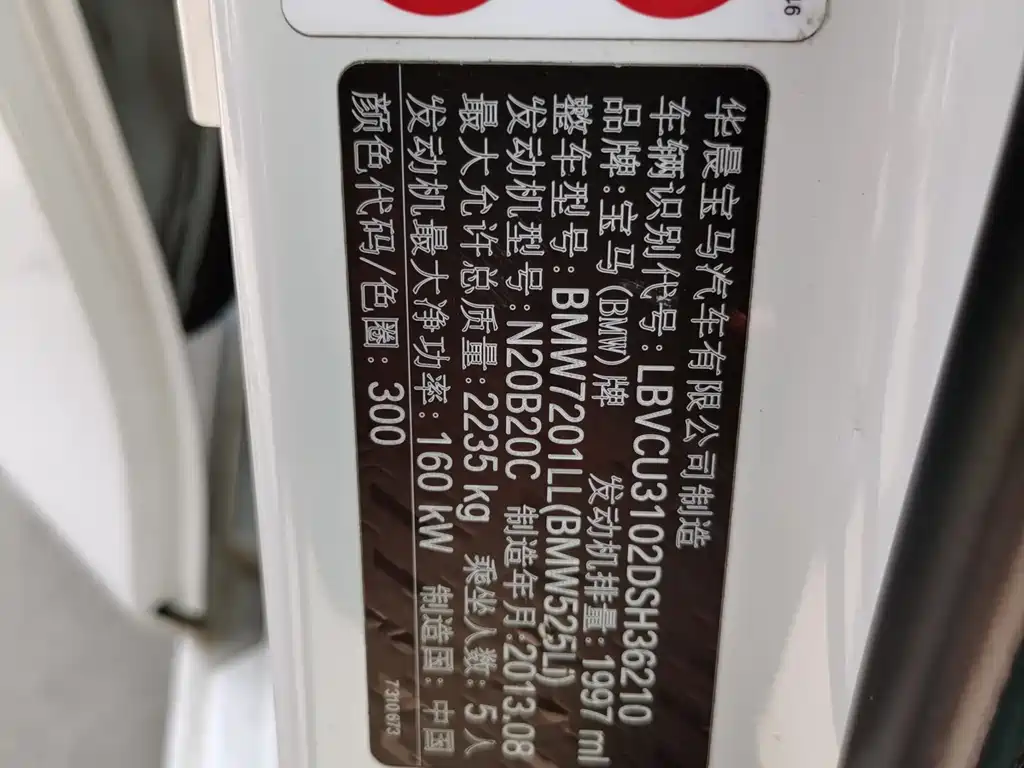 16
华晨宝马汽车有限公司制造
车辆识别代号: LBVCU3102DSH36210
品牌:宝马(BMW)牌 发动机排量: 1997 ml
整车型号: BMW7201LL(BMW525Li)
发动机型号:N20B20C 制造年月:2013.08
最大允许总质量:2235 kg 乘坐人数: 5人
发动机最大净功率: 160 kW 制造国: 中国
颜色代码/色圈: 300
7310673